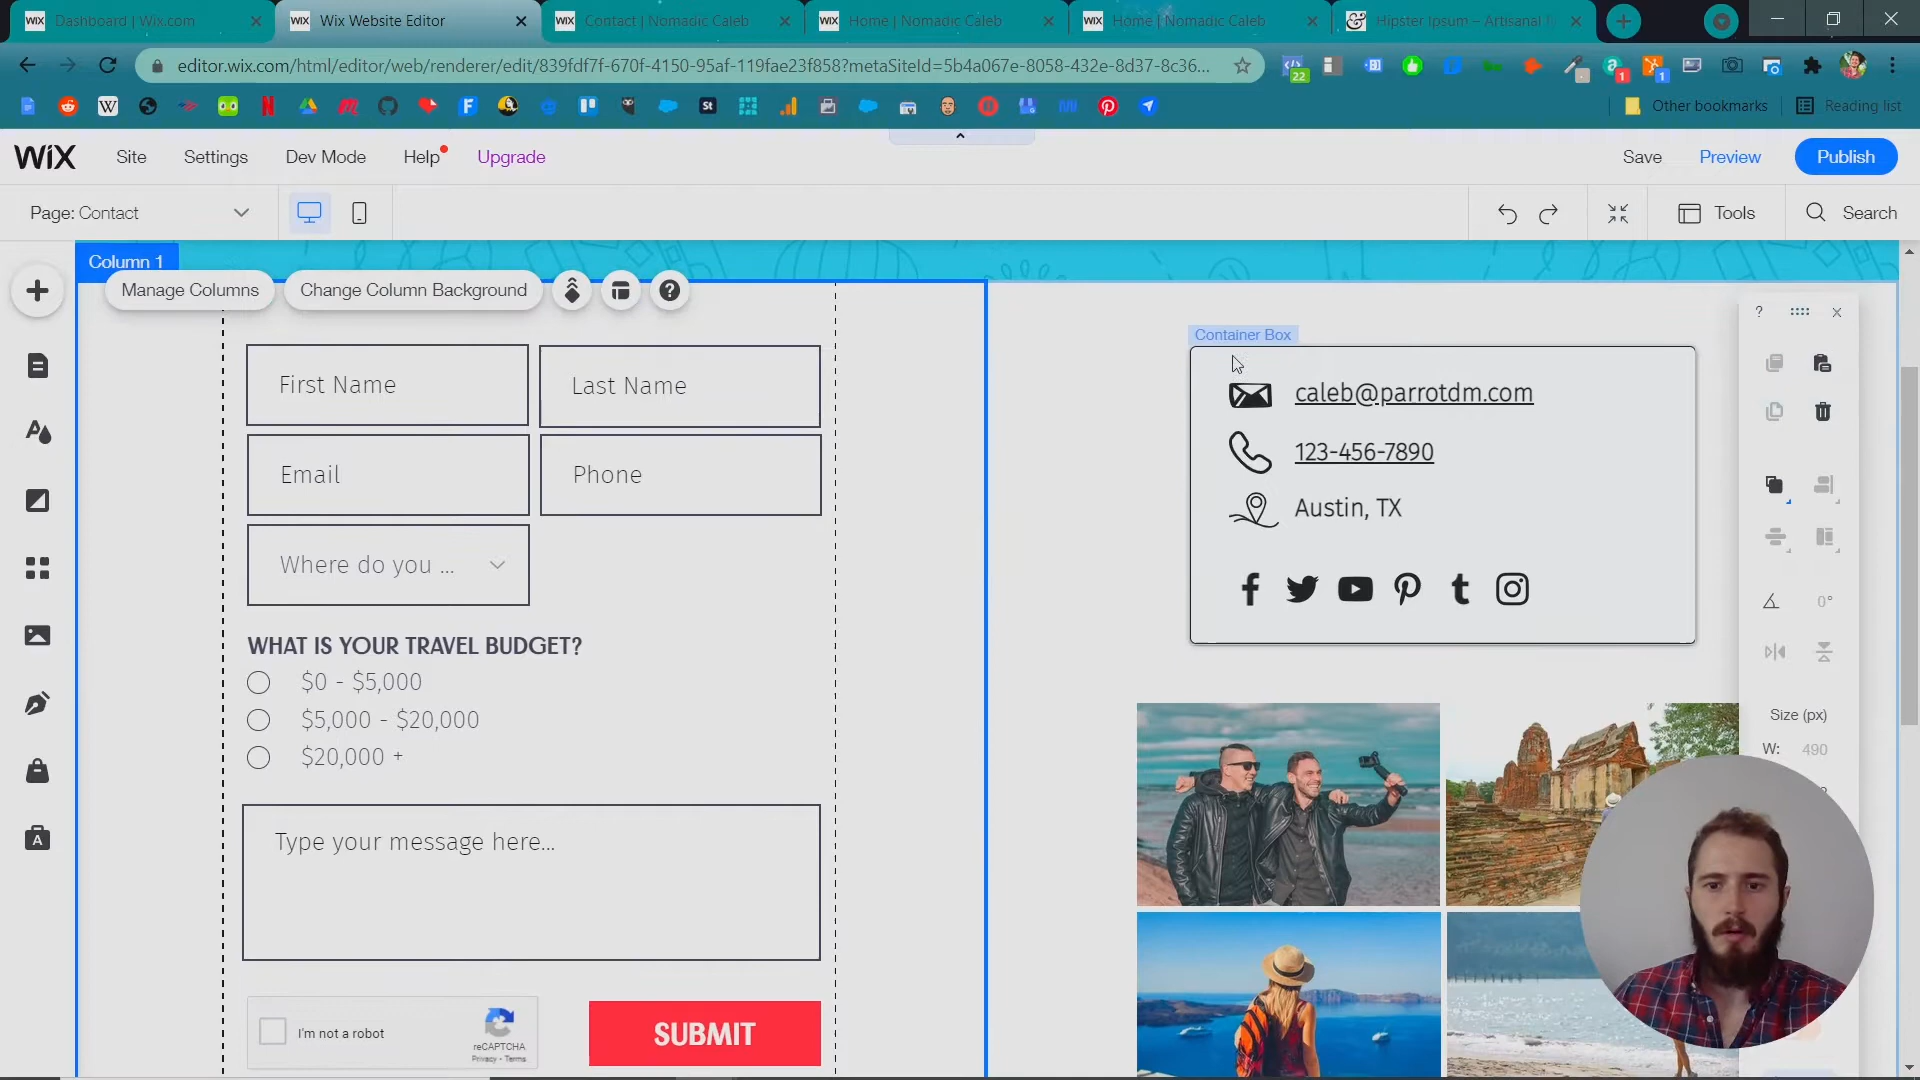 Dashboard | Wix.com
Wix Website Editor
Contact | Nomadic Caleb
Home | Nomadic Caleb
Home | Nomadic Caleb
Hipster Ipsum – Artisanal
editor.wix.com/html/editor/web/renderer/edit/839fdf7f-670f-4150-95af-119fae23f858?metaSiteId=5b4a067e-8058-432e-8d37-8c36...
22
1
1
Other bookmarks
Reading list
WiX
Site
Settings
Dev Mode
Help
Upgrade
Save
Preview
Publish
Page: Contact
Tools
Search
Column 1
Manage Columns
Change Column Background
First Name
Last Name
Email
Phone
Where do you ...
WHAT IS YOUR TRAVEL BUDGET?
$0 - $5,000
$5,000 - $20,000
$20,000 +
Type your message here...
I'm not a robot
reCAPTCHA
Privacy - Terms
SUBMIT
Container Box
caleb@parrotdm.com
123-456-7890
Austin, TX
0°
Size (px)
W: 490